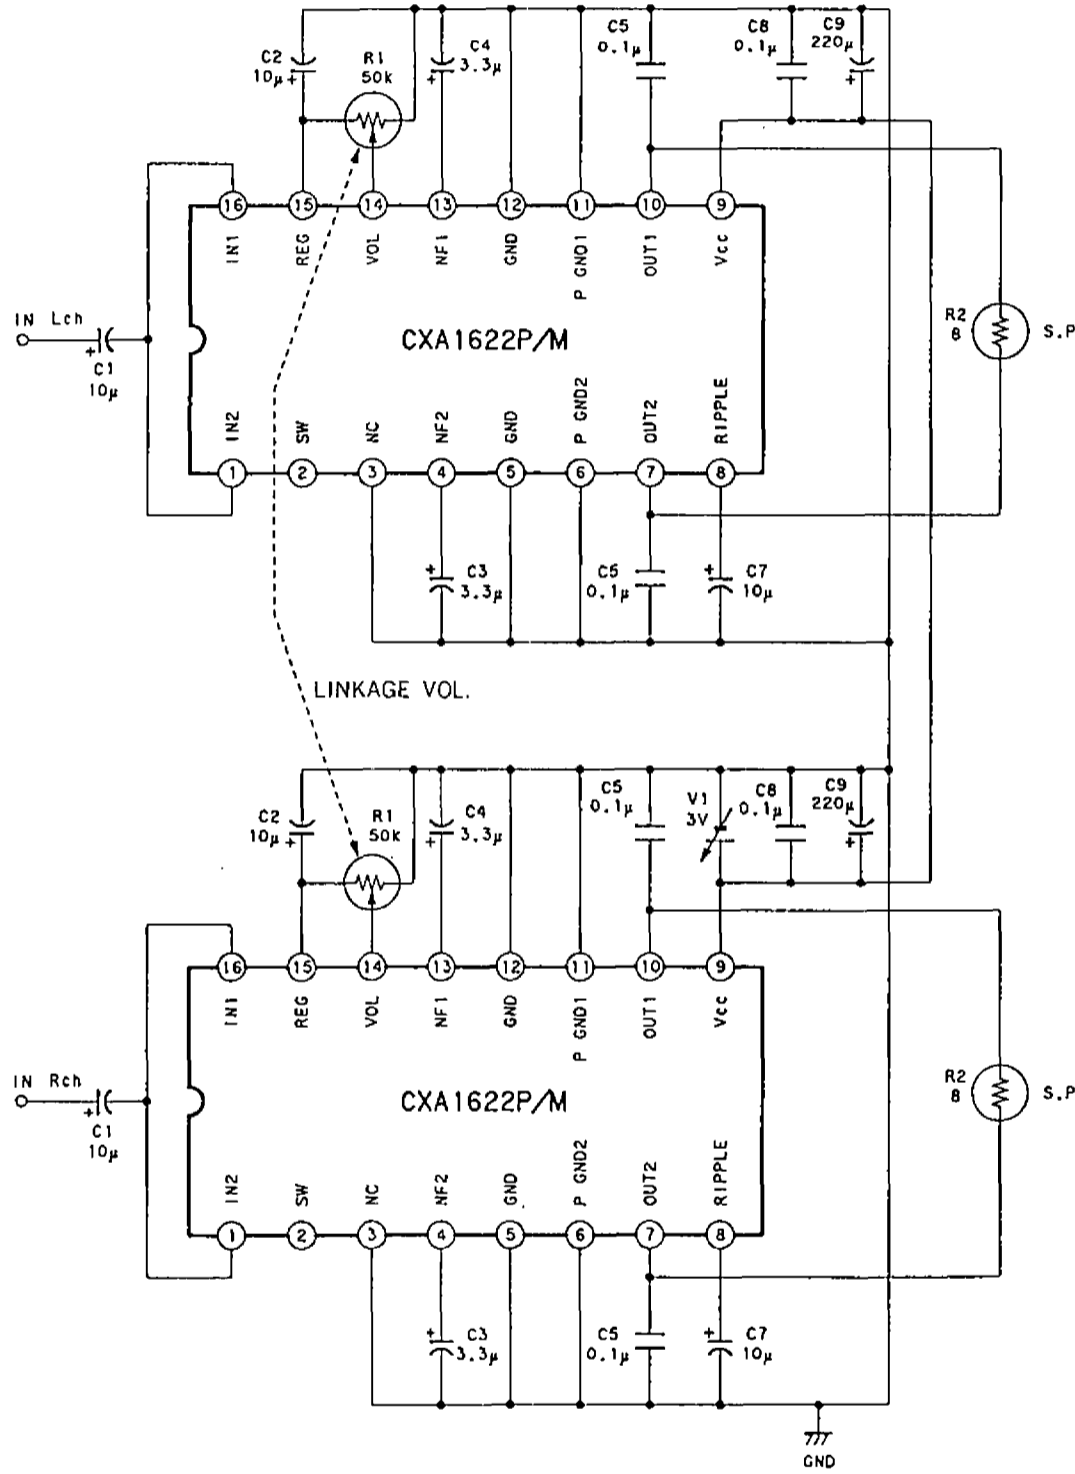 C2
10μ
+
R1
50k
C4
3.3μ
+
C5
0.1μ
C8
0.1μ
C9
220μ
+
16
15
14
13
12
11
10
9
IN1
REG
VOL
NF1
GND
P GND1
OUT1
Vcc
IN Lch
+
C1
10μ
CXA1622P/M
R2
8
S.P
IN2
SW
NC
NF2
GND
P GND2
OUT2
RIPPLE
1
2
3
4
5
6
7
8
+
C3
3.3μ
C5
0.1μ
+
C7
10μ
LINKAGE VOL.
C2
10μ
+
R1
50k
C4
3.3μ
+
C5
0.1μ
V1
3V
C8
0.1μ
C9
220μ
+
16
15
14
13
12
11
10
9
IN1
REG
VOL
NF1
GND
P GND1
OUT1
Vcc
IN Rch
+
C1
10μ
CXA1622P/M
R2
8
S.P
IN2
SW
NC
NF2
GND
P GND2
OUT2
RIPPLE
1
2
3
4
5
6
7
8
+
C3
3.3μ
C5
0.1μ
+
C7
10μ
GND